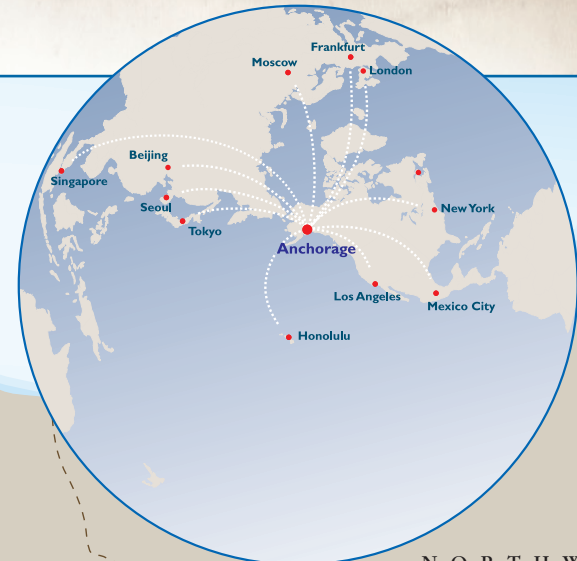 Frankfurt
Moscow
London
Beijing
Singapore
Seoul
New York
Tokyo
Anchorage
Los Angeles
Mexico City
Honolulu
N O R T H W